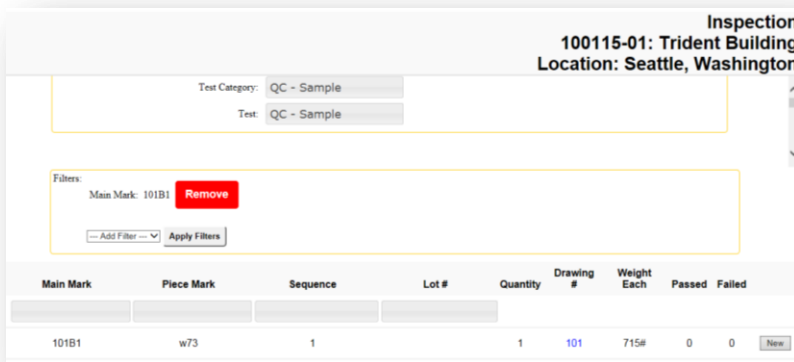 Inspection
100115-01: Trident Building
Location: Seattle, Washington
Test Category: QC - Sample
Test: QC - Sample
Filters:
Main Mark: 101B1 Remove
--- Add Filter --- Apply Filters
Main Mark Piece Mark Sequence Lot # Quantity Drawing # Weight Each Passed Failed
101B1 w73 1 1 101 715# 0 0 New